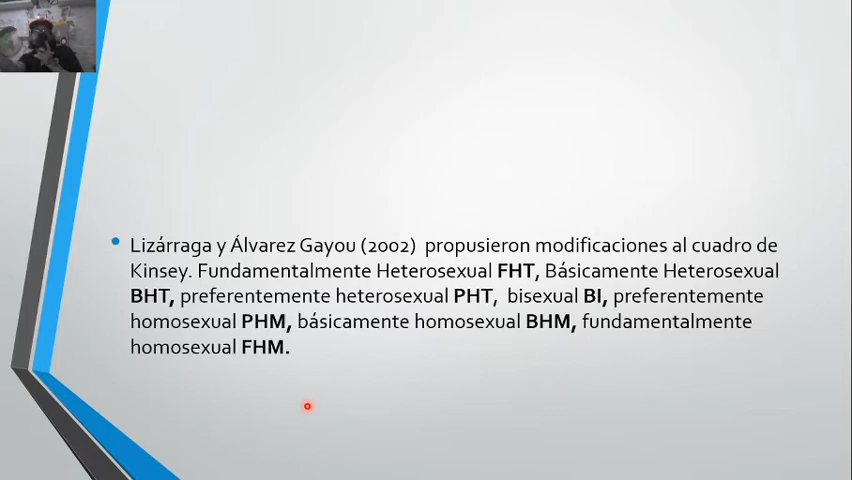 Lizárraga y Álvarez Gayou (2002)  propusieron modificaciones al cuadro de
Kinsey. Fundamentalmente Heterosexual FHT, Básicamente Heterosexual
BHT, preferentemente heterosexual PHT,  bisexual BI, preferentemente
homosexual PHM, básicamente homosexual BHM, fundamentalmente
homosexual FHM.